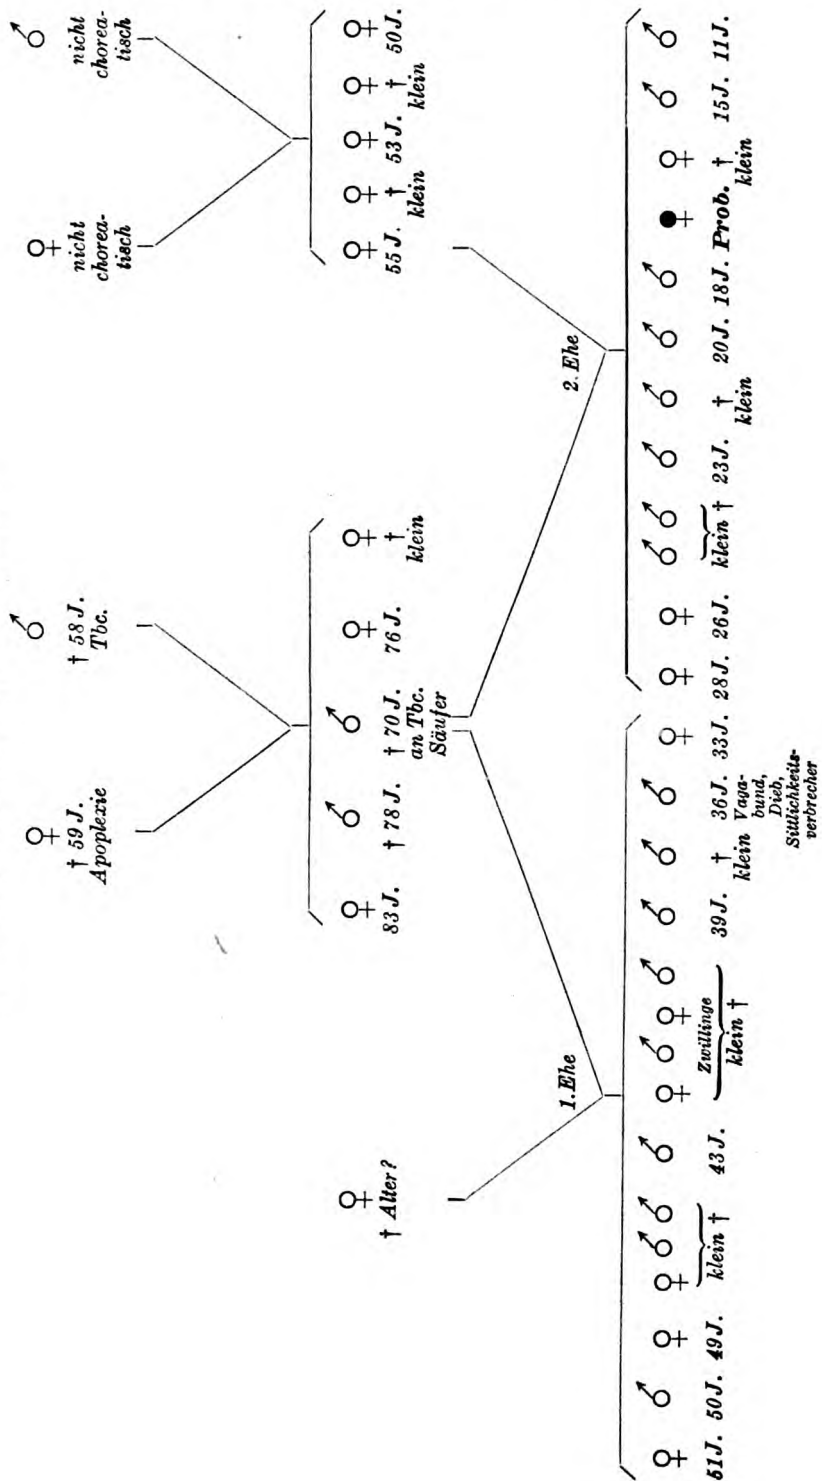 † 59 J.
Apoplexie
† 58 J.
Tbc.
nicht
chorea-
tisch
nicht
chorea-
tisch
† Alter?
83 J.
† 78 J.
† 70 J.
an Tbc.
Säufer
76 J.
†
klein
55 J.
†
klein
53 J.
†
klein
50 J.
1. Ehe
2. Ehe
51 J.
50 J.
49 J.
klein †
43 J.
Zwillinge
klein †
39 J.
†
klein
36 J.
Vaga-
bund,
Dieb,
Sittlichkeits-
verbrecher
33 J.
28 J.
26 J.
klein †
23 J.
†
klein
20 J.
18 J.
Prob.
†
klein
15 J.
11 J.